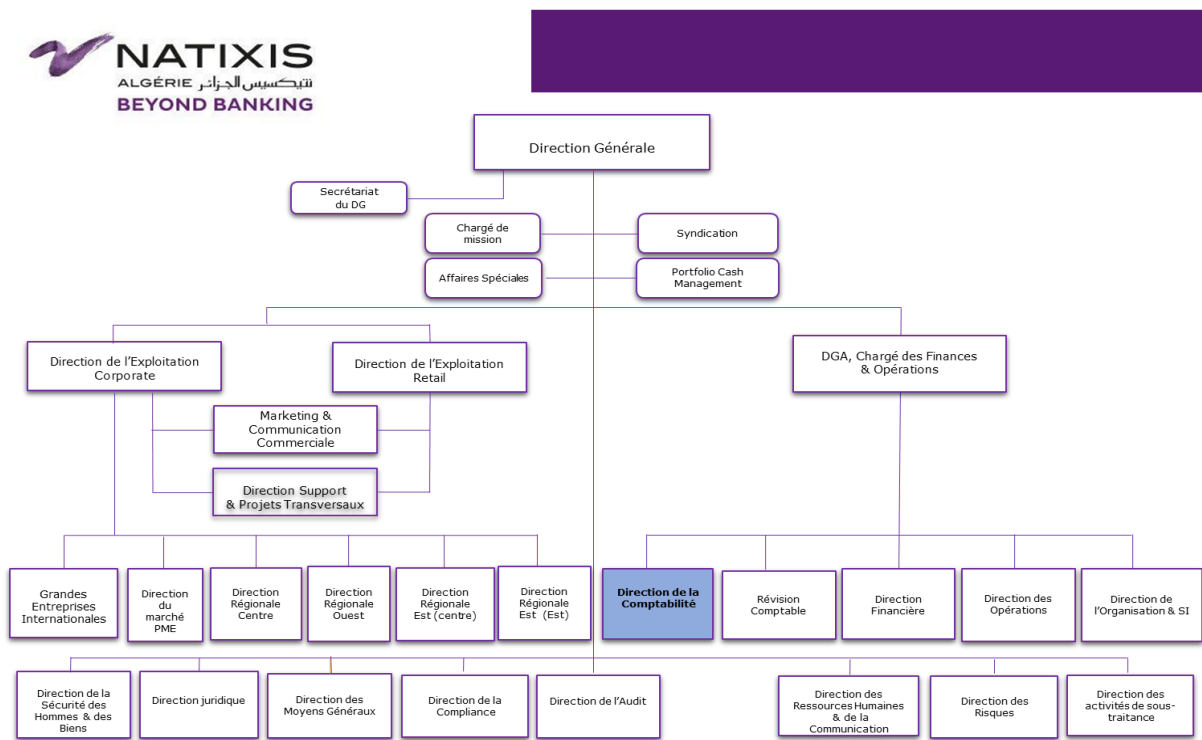 NATIXIS
ALGÉRIE نتيكسيس الجزائر
BEYOND BANKING
Direction Générale
Secrétariat
du DG
Chargé de
mission
Syndication
Affaires Spéciales
Portfolio Cash
Management
Direction de l’Exploitation
Corporate
Direction de l’Exploitation
Retail
DGA, Chargé des Finances
& Opérations
Marketing &
Communication
Commerciale
Direction Support
& Projets Transversaux
Grandes
Entreprises
Internationales
Direction
du
marché
PME
Direction
Régionale
Centre
Direction
Régionale
Ouest
Direction
Régionale
Est (centre)
Direction
Régionale
Est (Est)
Direction de la
Comptabilité
Révision
Comptable
Direction
Financière
Direction des
Opérations
Direction de
l’Organisation & SI
Direction de la
Sécurité des
Hommes & des
Biens
Direction juridique
Direction des
Moyens Généraux
Direction de la
Compliance
Direction de l’Audit
Direction des
Ressources Humaines
& de la
Communication
Direction des
Risques
Direction des
activités de sous-
traitance